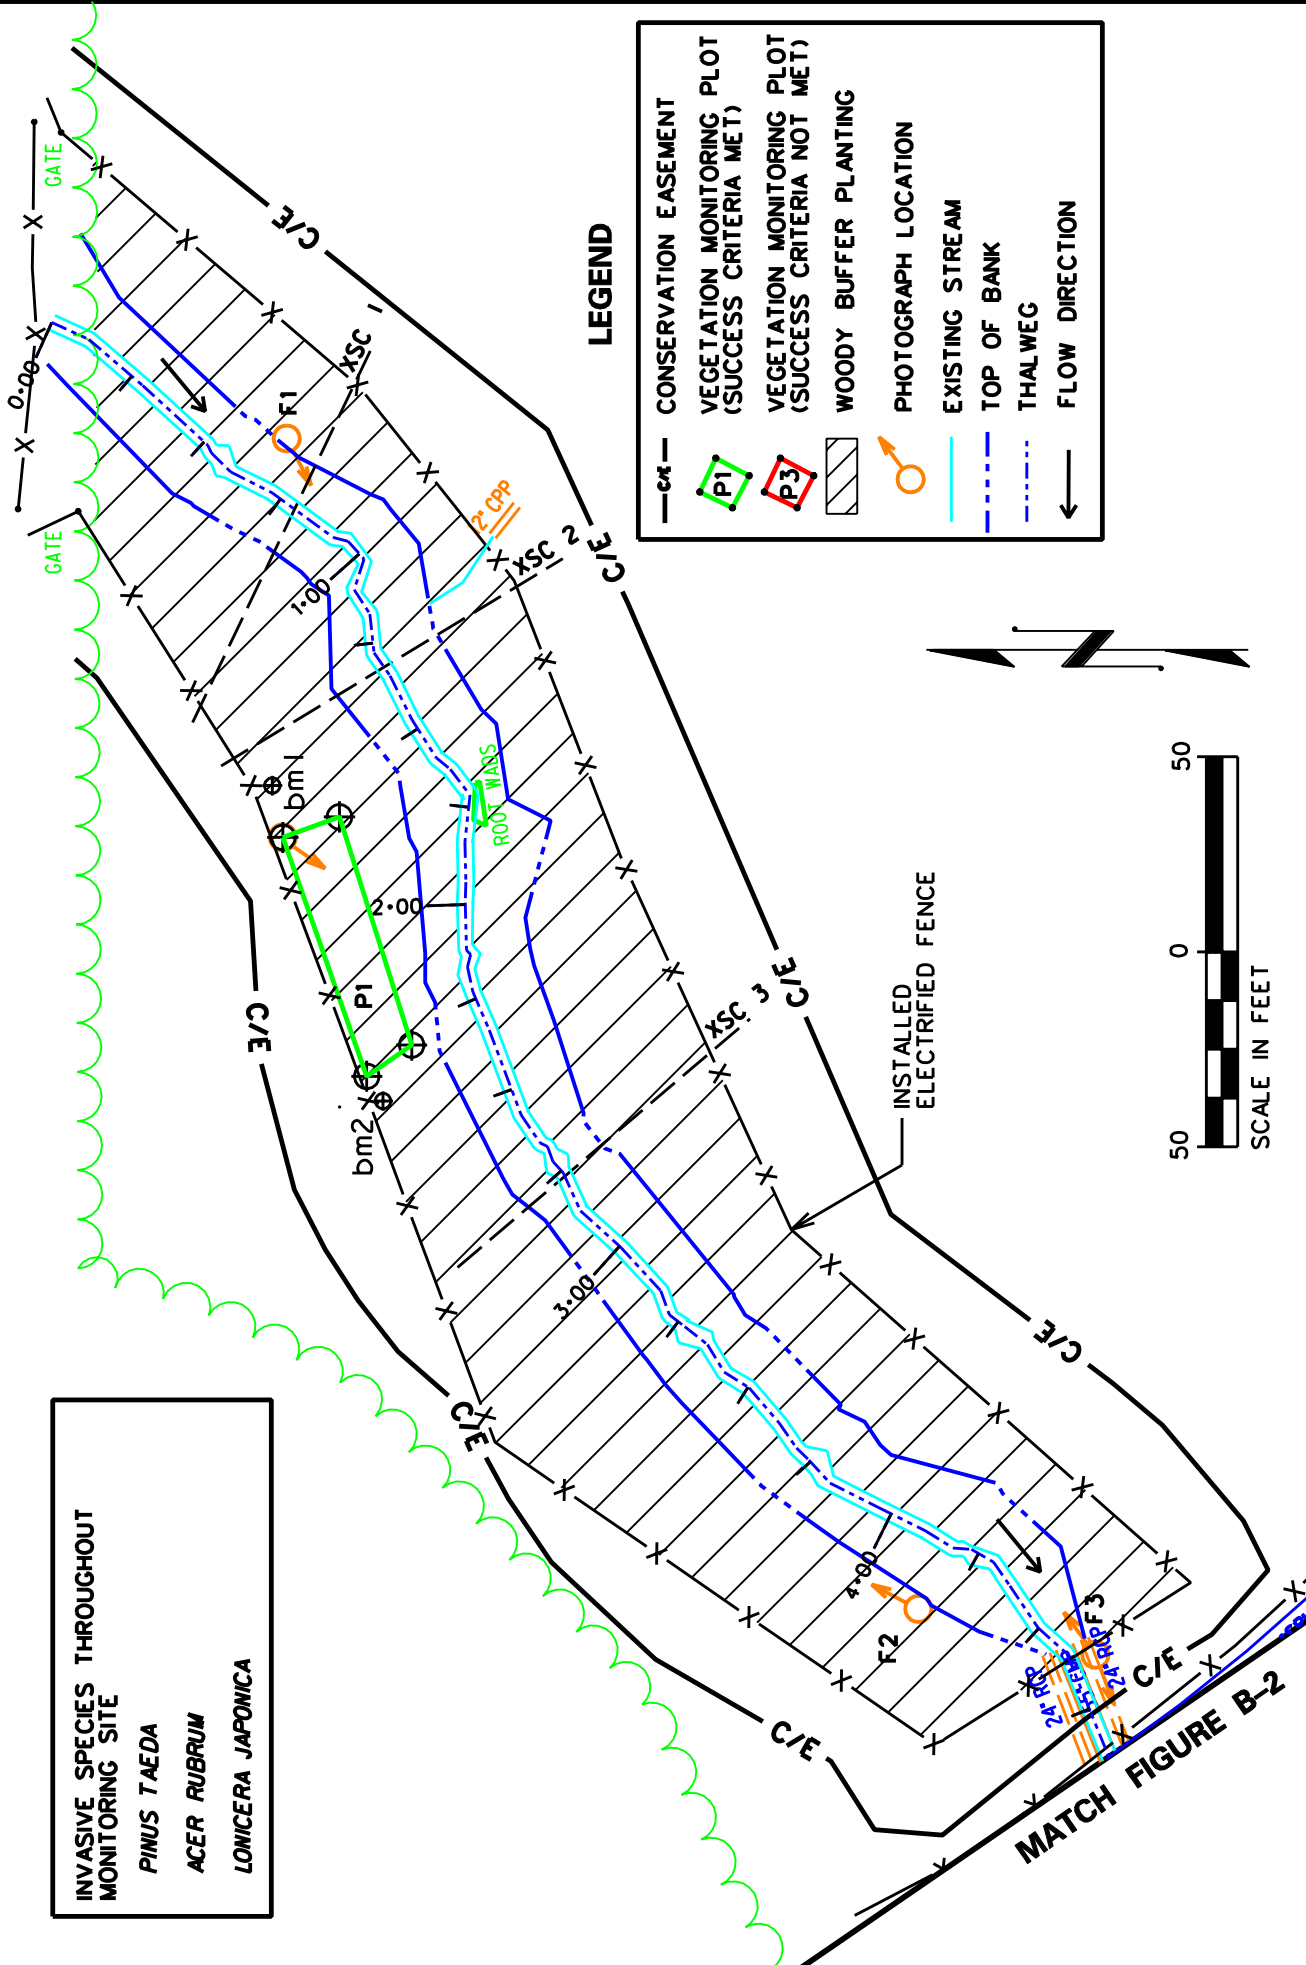 LEGEND
C/E CONSERVATION EASEMENT
P1 VEGETATION MONITORING PLOT
(SUCCESS CRITERIA MET)
P3 VEGETATION MONITORING PLOT
(SUCCESS CRITERIA NOT MET)
WOODY BUFFER PLANTING
PHOTOGRAPH LOCATION
EXISTING STREAM
TOP OF BANK
THALWEG
FLOW DIRECTION
GATE
GATE
0+00
C/E
XSC 1
F1
2" CPP
XSC 2
C/E
1+00
bm1
ROOT WADS
2+00
P1
C/E
bm2
XSC 3
C/E
INSTALLED
ELECTRIFIED FENCE
3+00
C/E
C/E
4+00
F2
F3
24" RCP
24" RCP
C/E
C/E
MATCH FIGURE B-2
50 0 50
SCALE IN FEET
INVASIVE SPECIES THROUGHOUT
MONITORING SITE
PINUS TAEDA
ACER RUBRUM
LONICERA JAPONICA